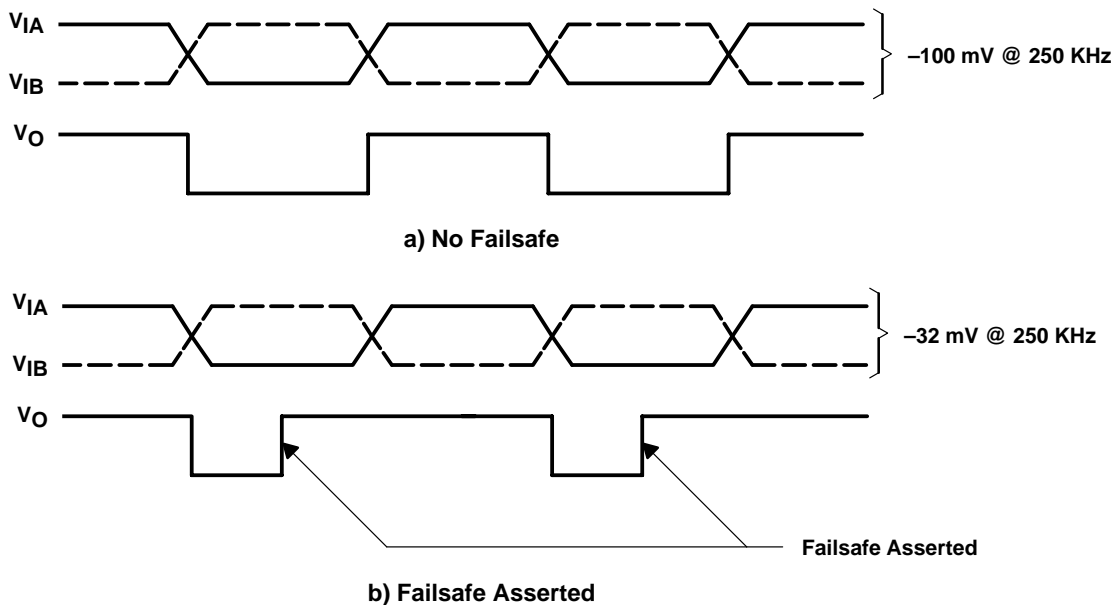 VIA
VIB
–100 mV @ 250 KHz
VO
a) No Failsafe
VIA
VIB
–32 mV @ 250 KHz
VO
Failsafe Asserted
b) Failsafe Asserted